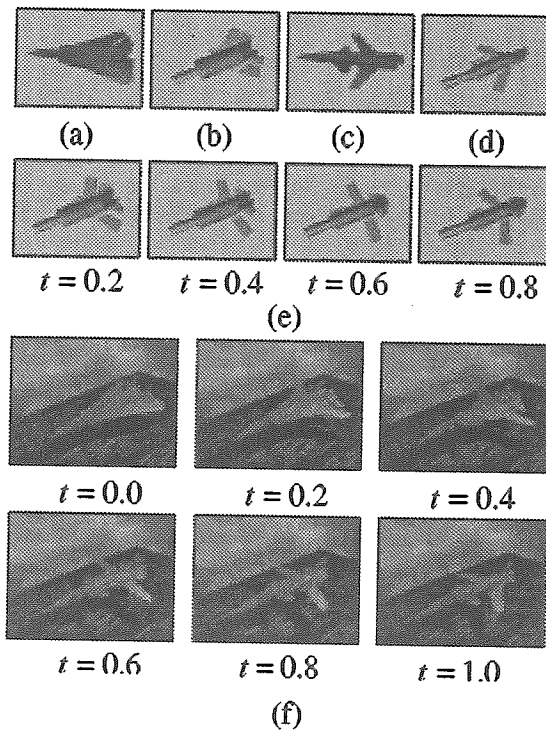 (a) (b) (c) (d)
t = 0.2 t = 0.4 t = 0.6 t = 0.8
(e)
t = 0.0 t = 0.2 t = 0.4
t = 0.6 t = 0.8 t = 1.0
(f)